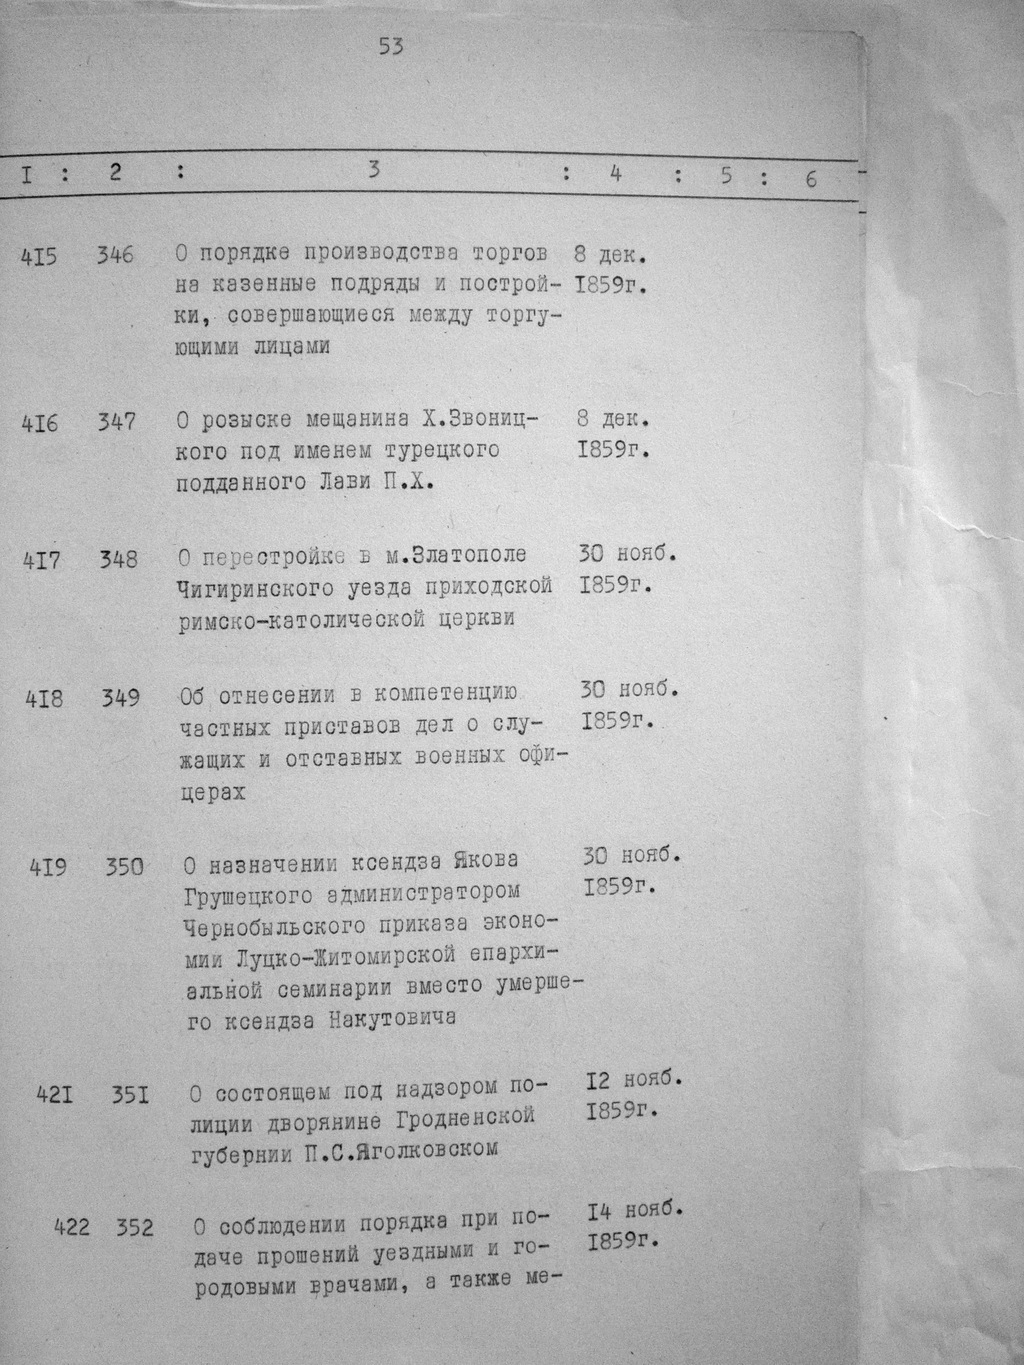 53
I : 2 : 3 : 4 : 5 : 6
4I5 346 О порядке производства торгов 8 дек.
на казенные подряды и построй- I859г.
ки, совершающиеся между торгу-
ющими лицами
4I6 347 О розыске мещанина Х.Звониц- 8 дек.
кого под именем турецкого I859г.
подданного Лави П.Х.
4I7 348 О перестройке в м.Златополе 30 нояб.
Чигиринского уезда приходской I859г.
римско-католической церкви
4I8 349 Об отнесении в компетенцию 30 нояб.
частных приставов дел о слу- I859г.
жащих и отставных военных офи-
церах
4I9 350 О назначении ксендза Якова 30 нояб.
Грушецкого администратором I859г.
Чернобыльского приказа эконо-
мии Луцко-Житомирской епархи-
альной семинарии вместо умерше-
го ксендза Накутовича
42I 35I О состоящем под надзором по- I2 нояб.
лиции дворянине Гродненской I859г.
губернии П.С.Яголковском
422 352 О соблюдении порядка при по- I4 нояб.
даче прошений уездными и го- I859г.
родовыми врачами, а также ме-